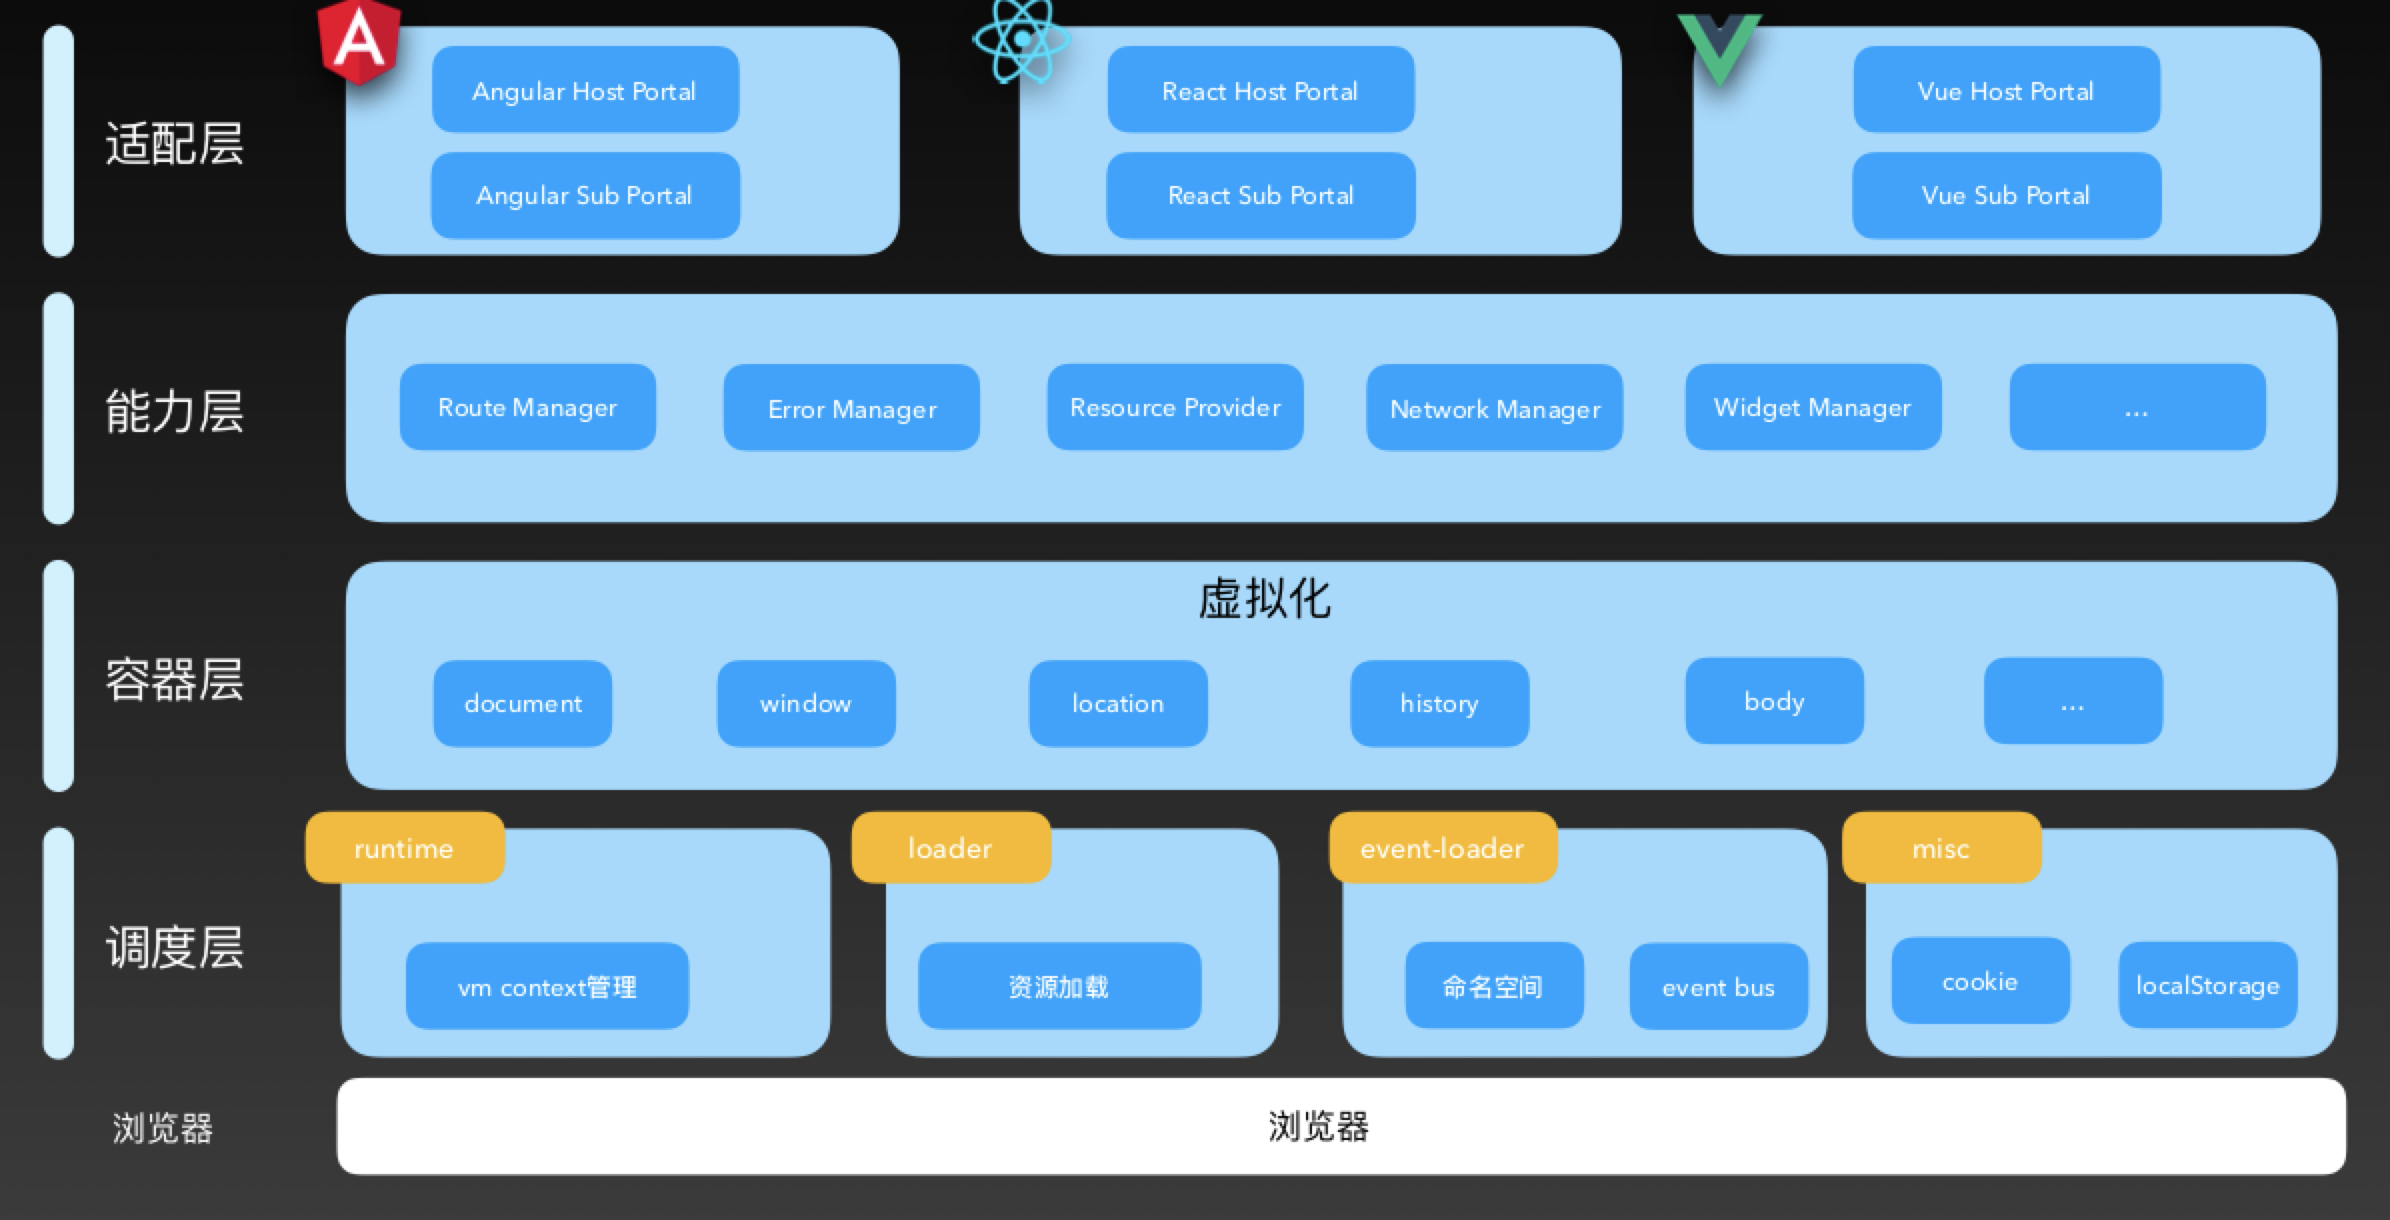 适配层
Angular Host Portal
Angular Sub Portal
React Host Portal
React Sub Portal
Vue Host Portal
Vue Sub Portal
能力层
Route Manager
Error Manager
Resource Provider
Network Manager
Widget Manager
...
容器层
虚拟化
document
window
location
history
body
...
调度层
runtime
vm context管理
loader
资源加载
event-loader
命名空间
event bus
misc
cookie
localStorage
浏览器
浏览器